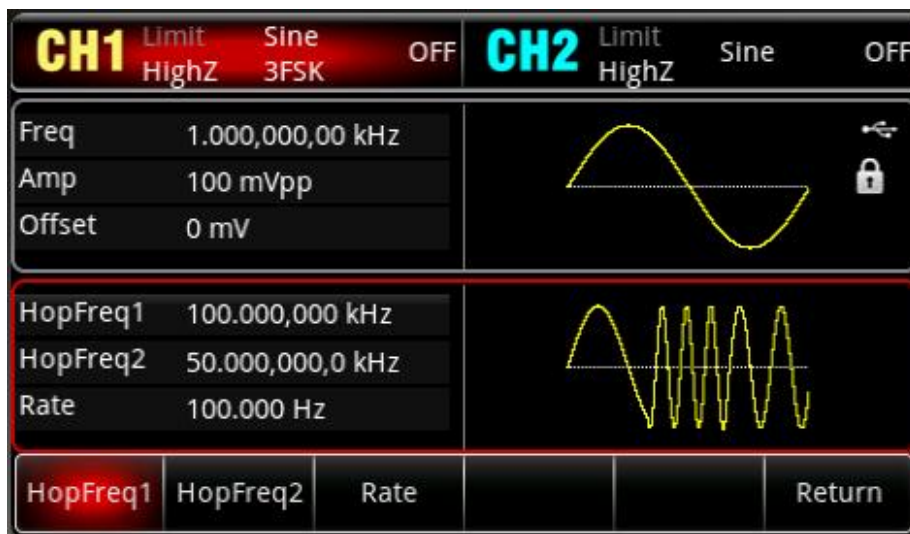 CH1 Limit Sine OFF CH2 Limit Sine OFF
HighZ 3FSK HighZ
Freq 1.000,000,00 kHz
Amp 100 mVpp
Offset 0 mV
HopFreq1 100.000,000 kHz
HopFreq2 50.000,000,0 kHz
Rate 100.000 Hz
HopFreq1 HopFreq2 Rate Return